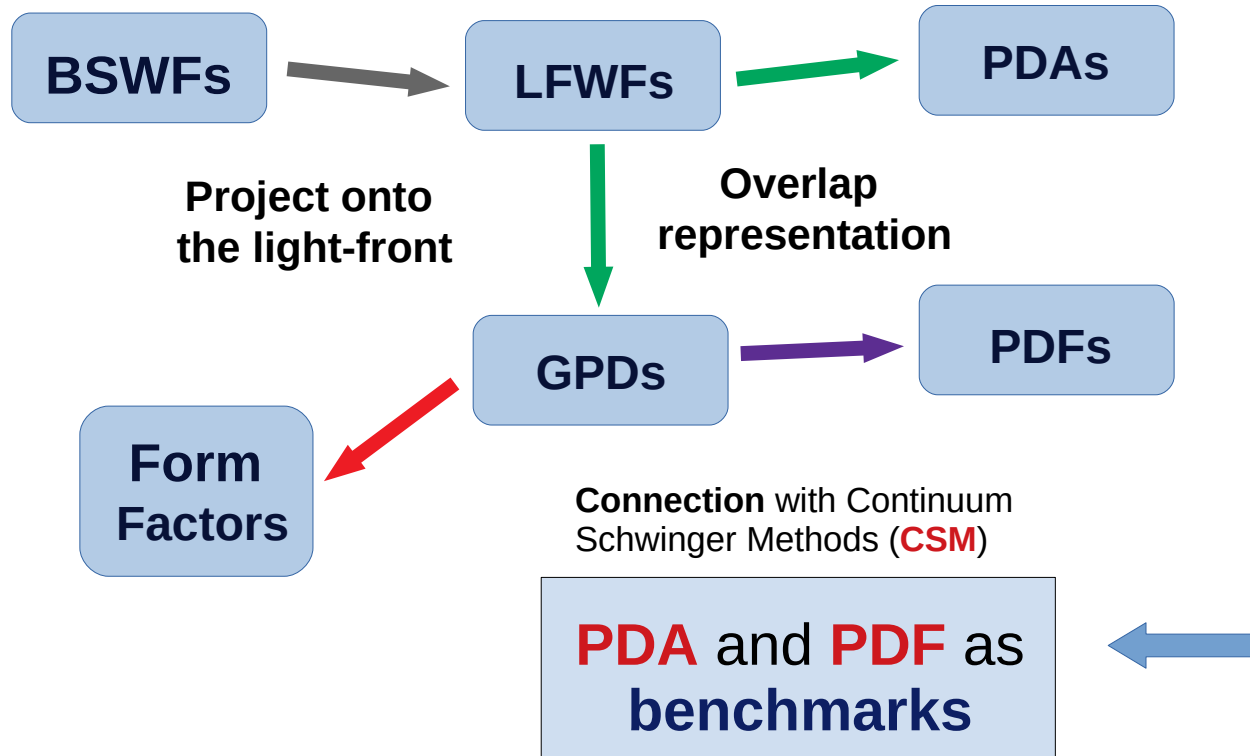 BSWFs
LFWFs
PDAs
Project onto
the light-front
Overlap
representation
GPDs
PDFs
Form
Factors
Connection with Continuum
Schwinger Methods (CSM)
PDA and PDF as
benchmarks